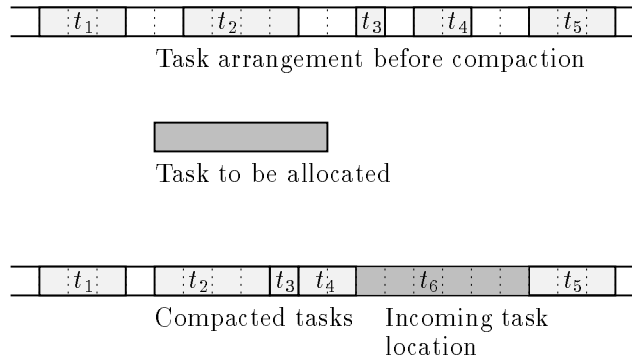 t1 t2 t3 t4 t5
Task arrangement before compaction
Task to be allocated
t1 t2 t3 t4 t6 t5
Compacted tasks
Incoming task
location